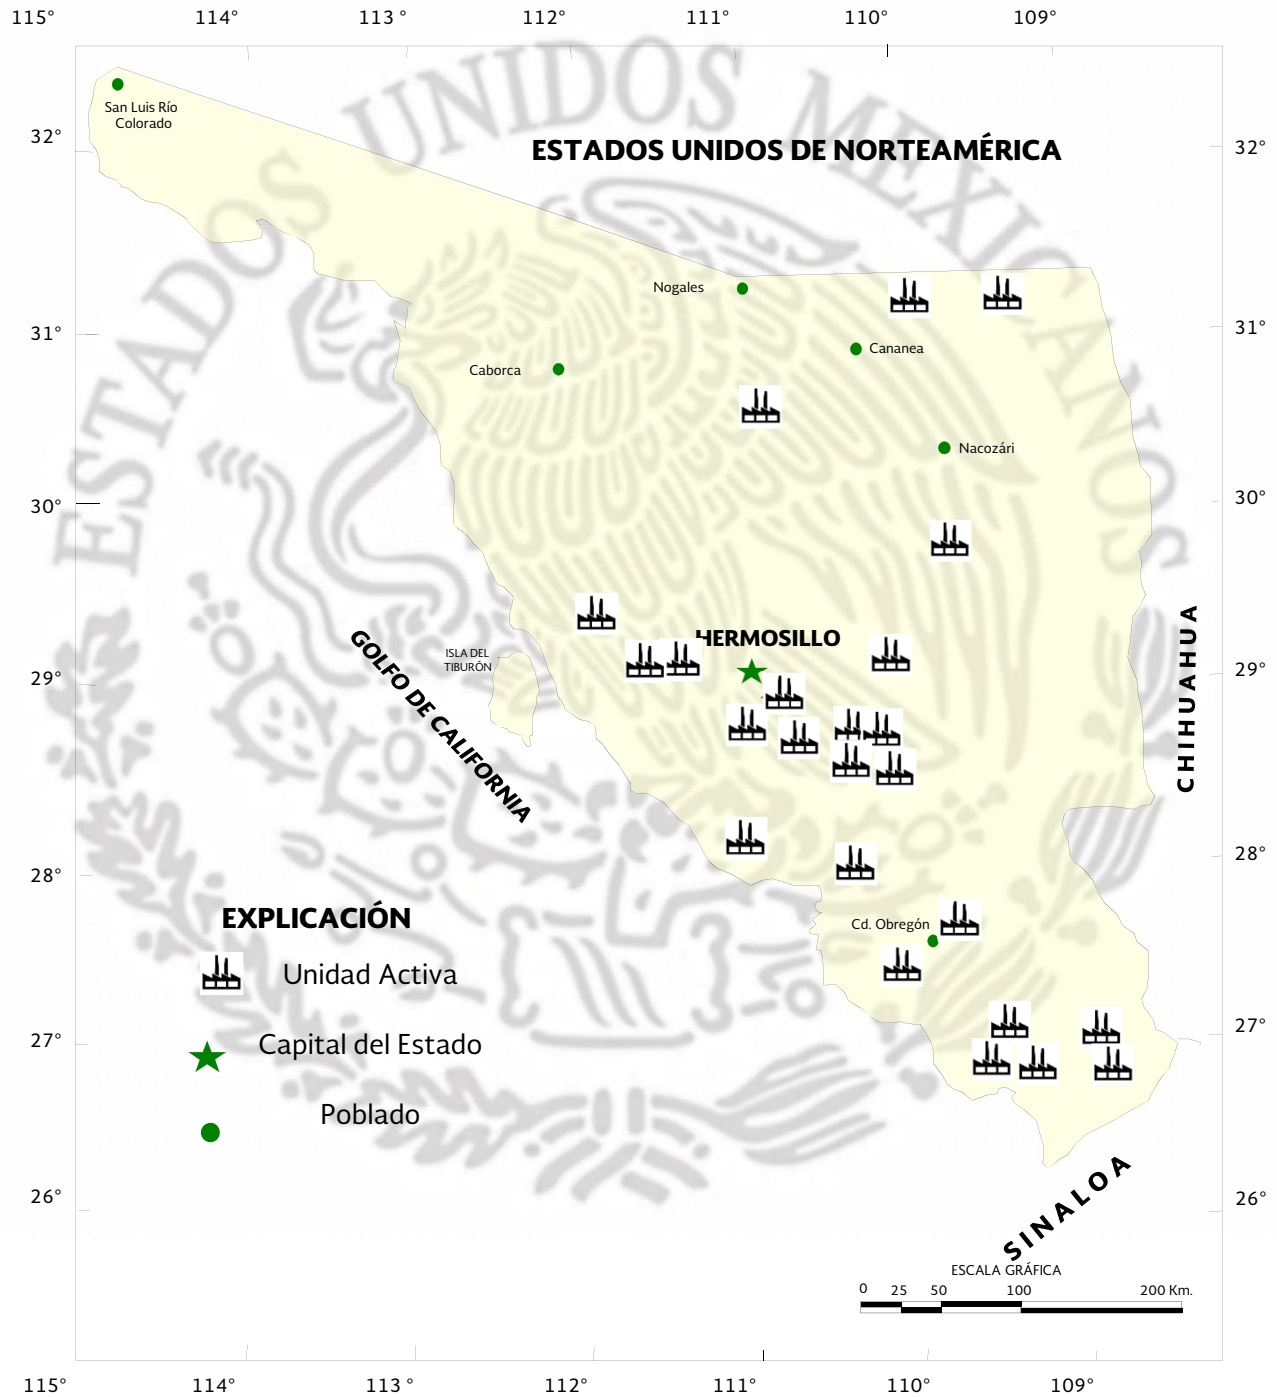 115° 114° 113 ° 112° 111° 110° 109°
ESTADOS UNIDOS MEXICANOS
San Luis Río
Colorado
32° 32°
ESTADOS UNIDOS DE NORTEAMÉRICA
Nogales
31° 31°
Cananea
Caborca
Nacozári
30° 30°
HERMOSILLO
ISLA DEL
TIBURÓN
GOLFO DE CALIFORNIA
CHIHUAHUA
29° 29°
28° 28°
Cd. Obregón
EXPLICACIÓN
Unidad Activa
Capital del Estado
Poblado
27° 27°
26° 26°
SINALOA
ESCALA GRÁFICA
0 25 50 100 200 Km.
115° 114° 113 ° 112° 111° 110° 109°